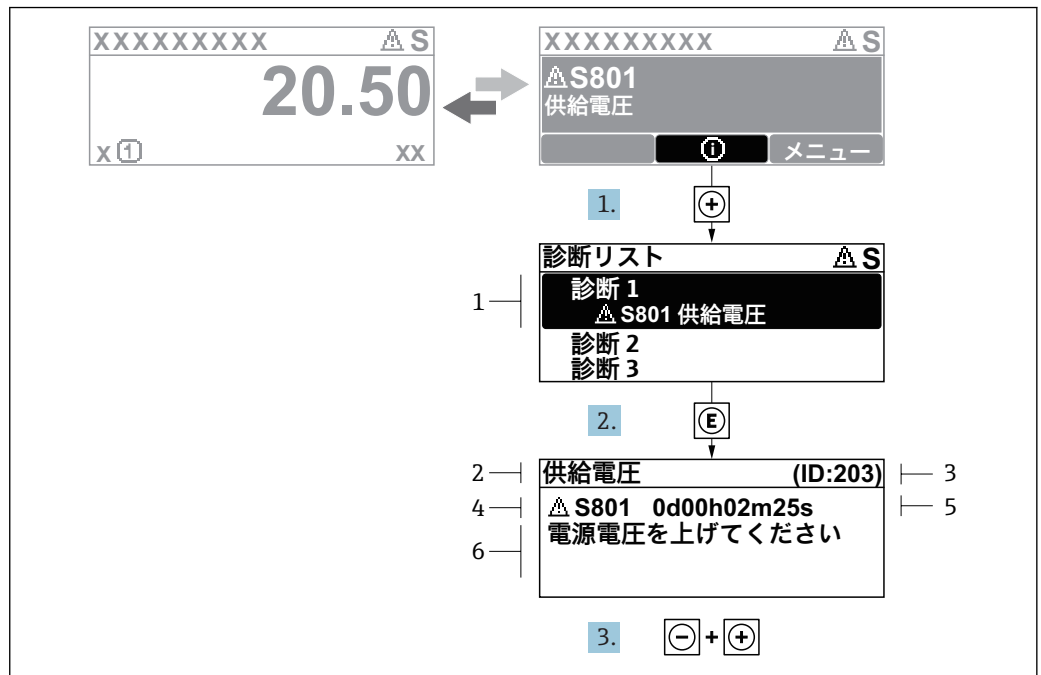 XXXXXXXXX ⚠ S
20.50
x 1 XX
XXXXXXXXX ⚠ S
⚠ S801
供給電圧
i メニュー
1. +
診断リスト ⚠ S
1 診断 1
⚠ S801 供給電圧
診断 2
診断 3
2. E
2 供給電圧 (ID:203) 3
4 ⚠ S801 0d00h02m25s 5
6 電源電圧を上げてください
3. - + +